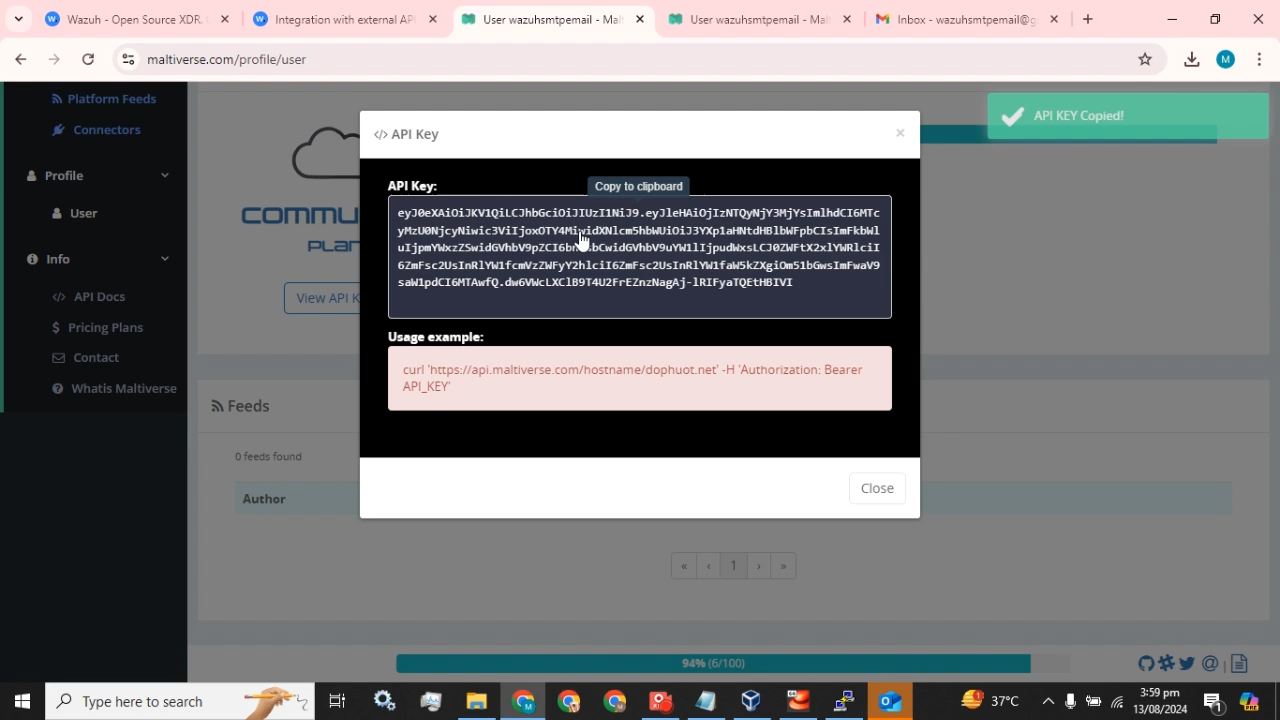 Wazuh - Open Source XDR.
Integration with external API
User wazuhsmtpemail - Mal
User wazuhsmtpemail - Mal
Inbox - wazuhsmtpemail@g
maltiverse.com/profile/user
M
Platform Feeds
Connectors
Profile
User
Info
API Docs
Pricing Plans
Contact
Whatis Maltiverse
COMMU
PLAN
View API K
Feeds
0 feeds found
Author
API KEY Copied!
</> API Key
×
API Key:
Copy to clipboard
Usage example:
curl 'https://api.maltiverse.com/hostname/dophuot.net' -H 'Authorization: Bearer
API_KEY'
Close
« ‹ 1 › »
94% (6/100)
Type here to search
37°C
3:59 pm
13/08/2024